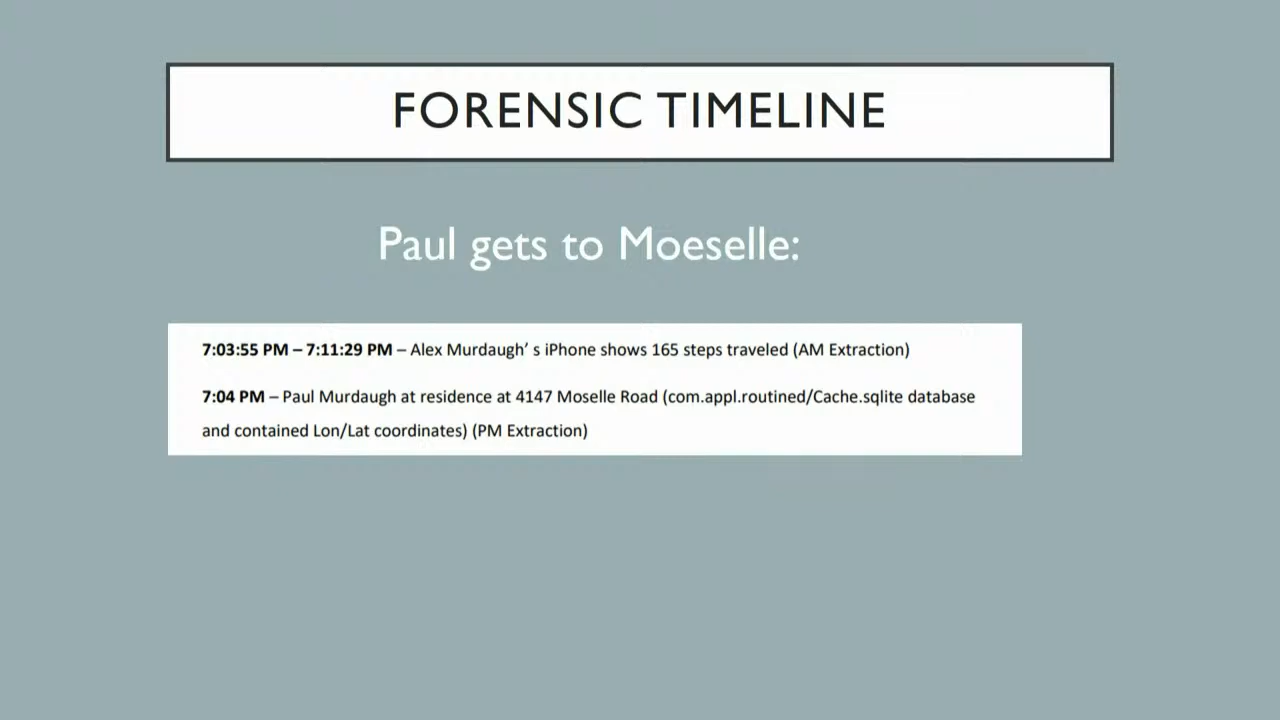 FORENSIC TIMELINE
Paul gets to Moeselle:
7:03:55 PM – 7:11:29 PM – Alex Murdaugh’ s iPhone shows 165 steps traveled (AM Extraction)
7:04 PM – Paul Murdaugh at residence at 4147 Moselle Road (com.appl.routined/Cache.sqlite database
and contained Lon/Lat coordinates) (PM Extraction)